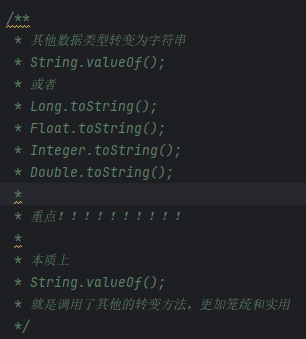 /**
* 其他数据类型转变为字符串
* String.valueOf();
* 或者
* Long.toString();
* Float.toString();
* Integer.toString();
* Double.toString();
*
* 重点！！！！！！！！！！
*
* 本质上
* String.valueOf();
* 就是调用了其他的转变方法，更加笼统和实用
*/